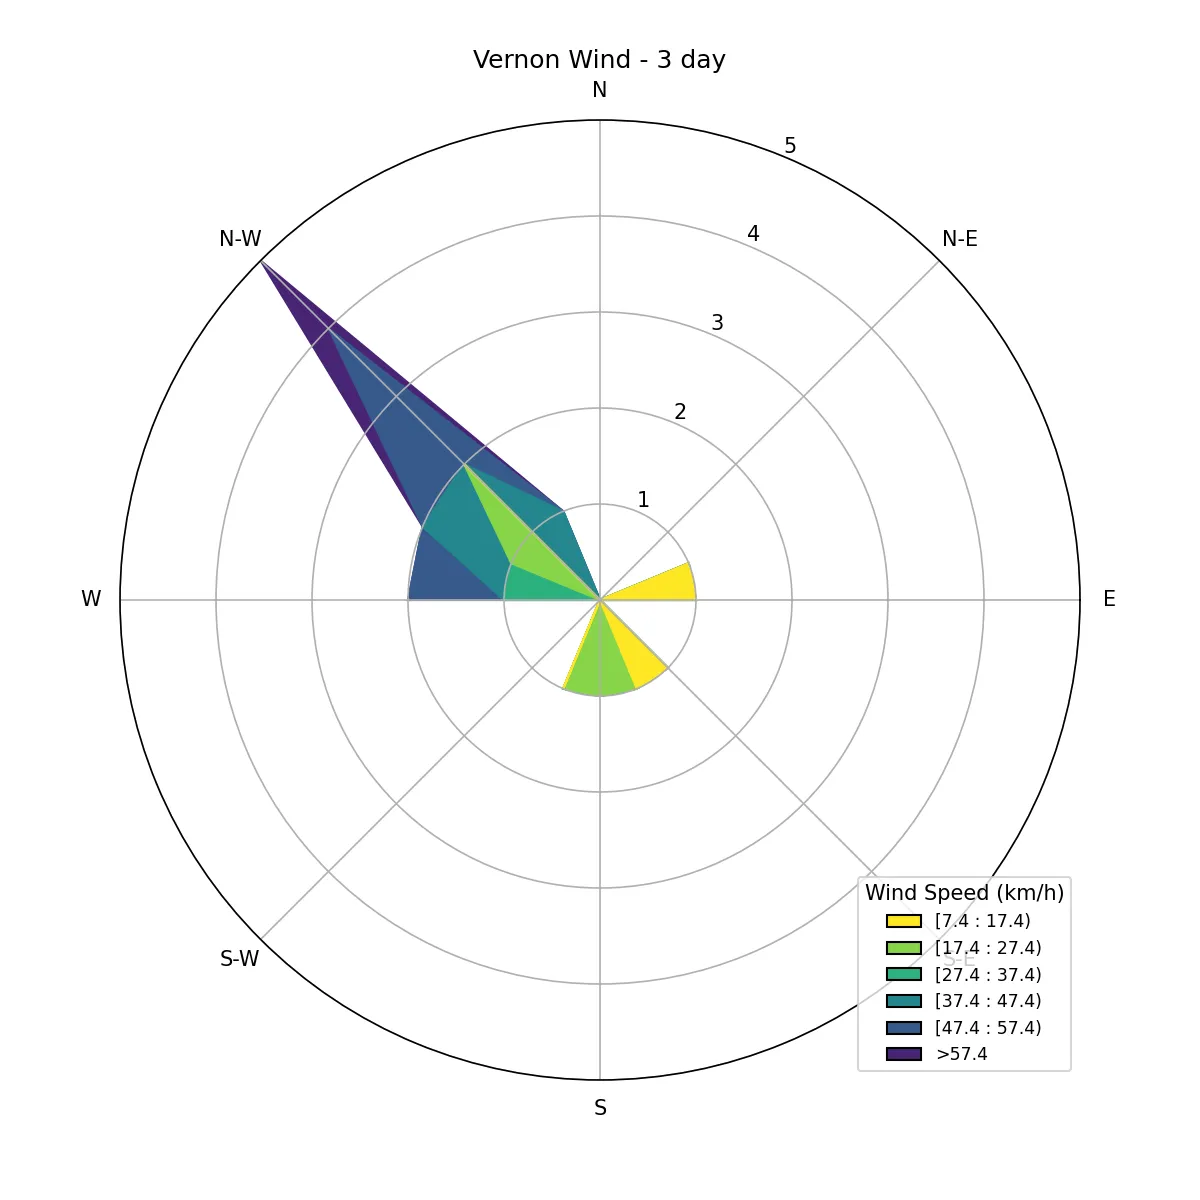 Vernon Wind - 3 day
N
5
N-W
N-E
4
3
2
1
W
E
S-W
S-E
S
Wind Speed (km/h)
[7.4 : 17.4)
[17.4 : 27.4)
[27.4 : 37.4)
[37.4 : 47.4)
[47.4 : 57.4)
>57.4